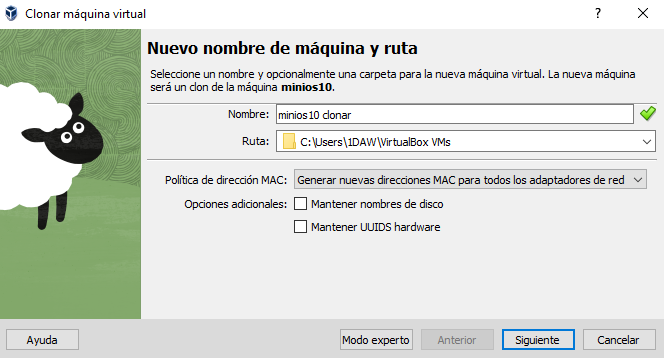 Clonar máquina virtual
?
Nuevo nombre de máquina y ruta
Seleccione un nombre y opcionalmente una carpeta para la nueva máquina virtual. La nueva máquina
será un clon de la máquina minios10.
Nombre: minios10 clonar
Ruta: C:\Users\1DAW\VirtualBox VMs
Política de dirección MAC: Generar nuevas direcciones MAC para todos los adaptadores de red
Opciones adicionales: Mantener nombres de disco
Mantener UUIDS hardware
Ayuda Modo experto Anterior Siguiente Cancelar